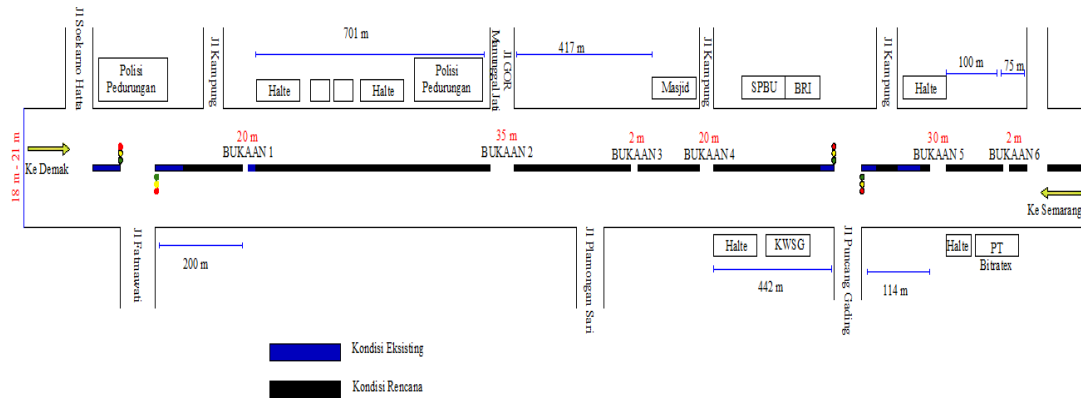 Jl Soekarno Hatta
Polisi
Pedurungan
Jl Kampung
701 m
Halte
Halte
Polisi
Pedurungan
Jl GOR
Manunggal Jati
417 m
Masjid
Jl Kampung
SPBU
BRI
Jl Kampung
Halte
100 m
75 m
18 m - 21 m
Ke Demak
20 m
BUKAAN 1
35 m
BUKAAN 2
2 m
BUKAAN 3
20 m
BUKAAN 4
30 m
BUKAAN 5
2 m
BUKAAN 6
Ke Semarang
Jl Fatmawati
200 m
Jl Plamongan Sari
Halte
KWSG
442 m
Jl Pucang Gading
114 m
Halte
PT
Bitratex
Kondisi Eksisting
Kondisi Rencana